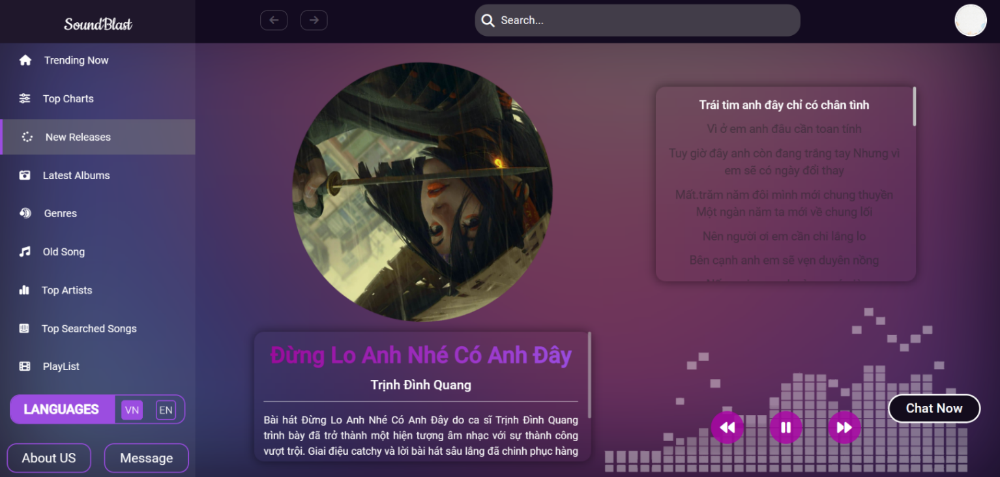 SoundBlast
Search...
Trending Now
Top Charts
New Releases
Latest Albums
Genres
Old Song
Top Artists
Top Searched Songs
PlayList
LANGUAGES
VN
EN
About US
Message
Đừng Lo Anh Nhé Có Anh Đây
Trịnh Đình Quang
Bài hát Đừng Lo Anh Nhé Có Anh Đây do ca sĩ Trịnh Đình Quang
trình bày đã trở thành một hiện tượng âm nhạc với sự thành công
vượt trội. Giai điệu catchy và lời bài hát sâu lắng đã chinh phục hàng
Trái tim anh đây chỉ có chân tình
Vì ở em anh đâu cần toan tính
Tuy giờ đây anh còn đang trắng tay Nhưng vì
em sẽ có ngày đổi thay
Mất.trăm năm đôi mình mới chung thuyền
Một ngàn năm ta mới về chung lối
Nên người ơi em cần chi lắng lo
Bên cạnh anh em sẽ vẹn duyên nồng
Chat Now